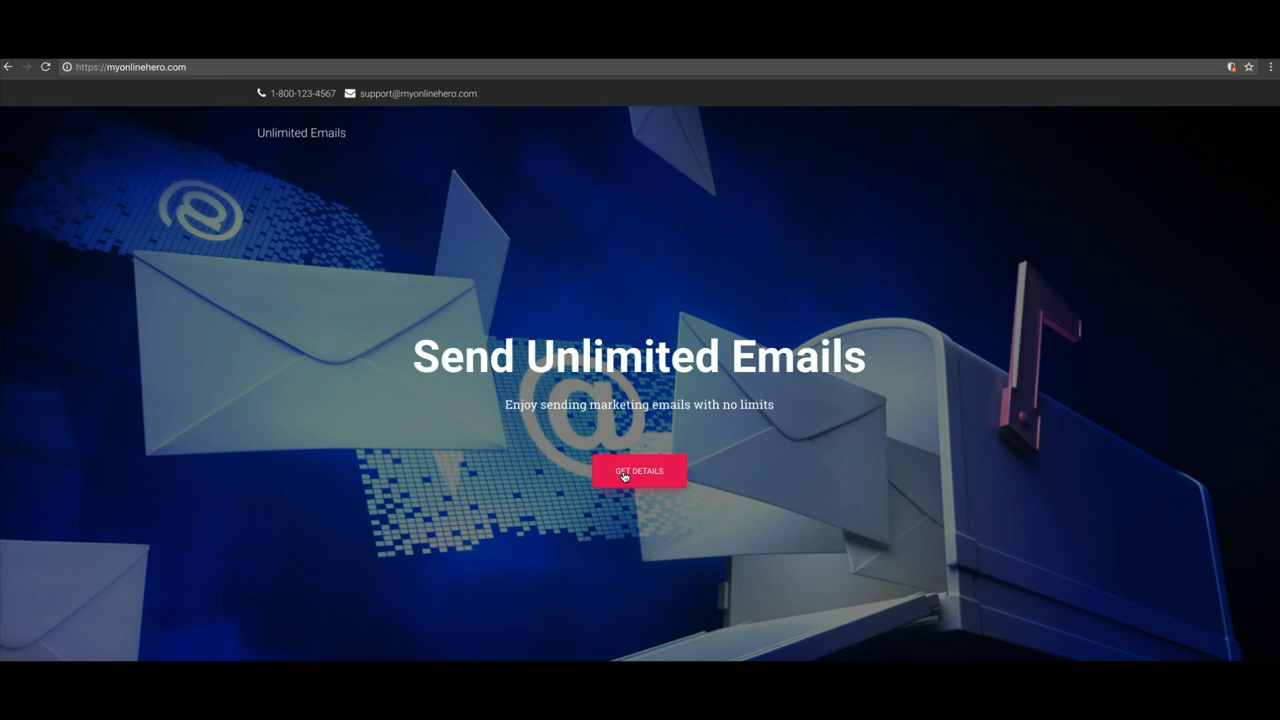 https://myonlinehero.com
1-800-123-4567 support@myonlinehero.com
Unlimited Emails
@
Send Unlimited Emails
@
Enjoy sending marketing emails with no limits
GET DETAILS